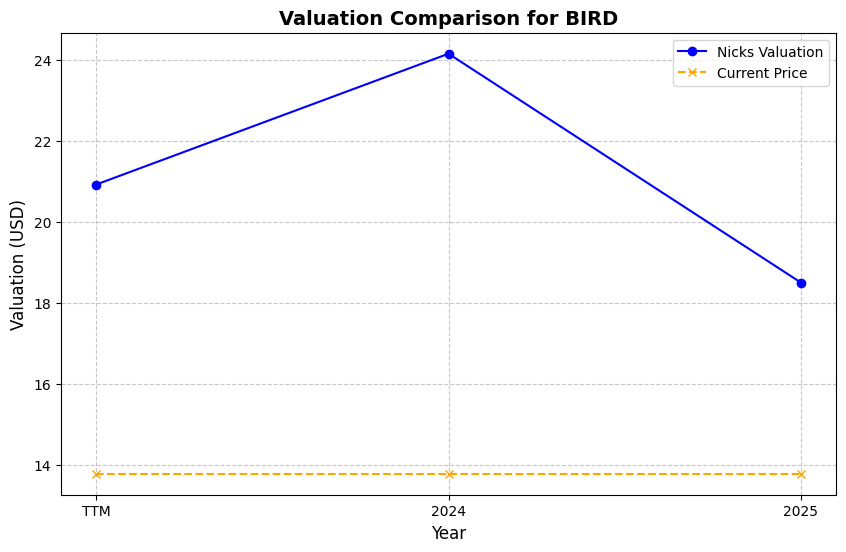 Valuation Comparison for BIRD
Nicks Valuation
Current Price
Valuation (USD)
24
22
20
18
16
14
TTM
2024
2025
Year